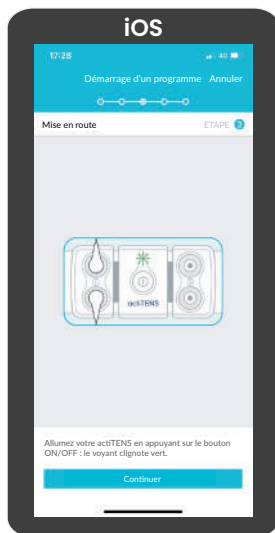 iOS
17:28
4G
Démarrage d'un programme Annuler
Mise en route ETAPE 3
actiTENS
Allumez votre actiTENS en appuyant sur le bouton
ON/OFF : le voyant clignote vert.
Continuer